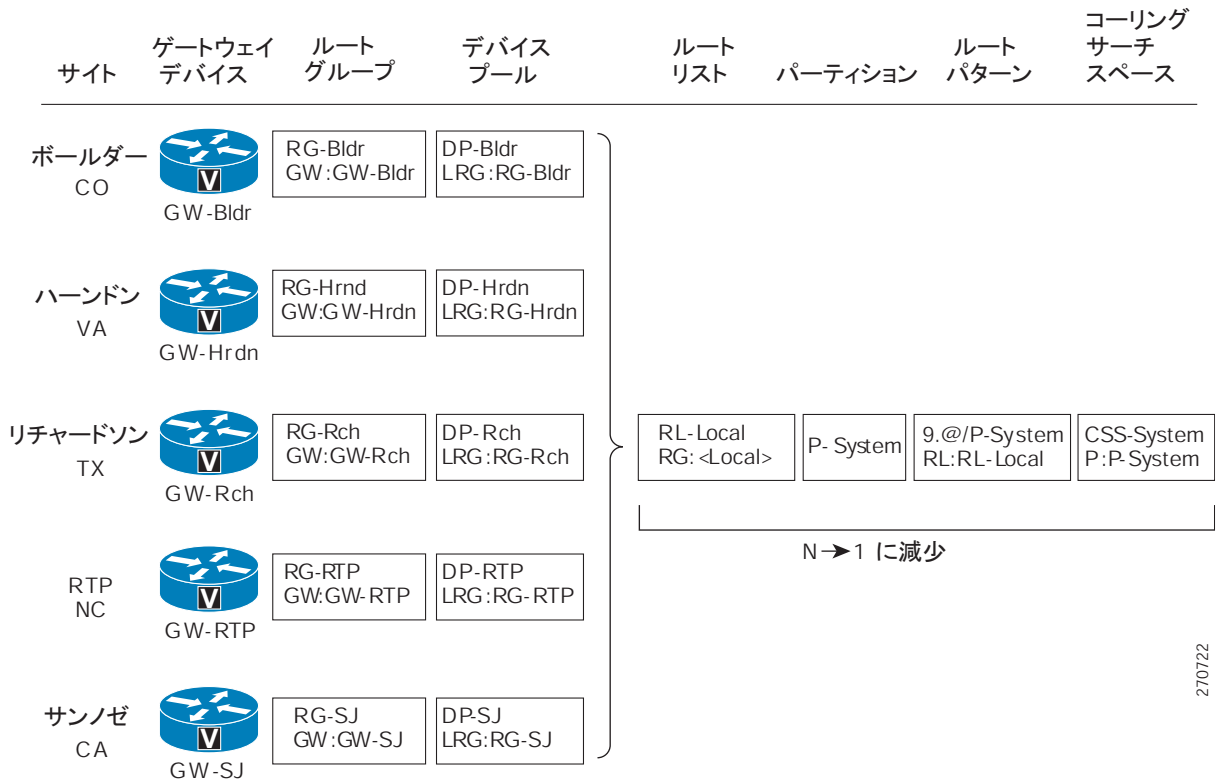 サイト
ゲートウェイ
デバイス
ルート
グループ
デバイス
プール
ルート
リスト
パーティション
ルート
パターン
コーリング
サーチ
スペース
ボールダー
CO
GW-Bldr
RG-Bldr
GW:GW-Bldr
DP-Bldr
LRG:RG-Bldr
ハーンドン
VA
GW-Hrdn
RG-Hrnd
GW:GW-Hrdn
DP-Hrdn
LRG:RG-Hrdn
リチャードソン
TX
GW-Rch
RG-Rch
GW:GW-Rch
DP-Rch
LRG:RG-Rch
RL-Local
RG:<Local>
P-System
9.@/P-System
RL:RL-Local
CSS-System
P:P-System
N→1 に減少
RTP
NC
GW-RTP
RG-RTP
GW:GW-RTP
DP-RTP
LRG:RG-RTP
サンノゼ
CA
GW-SJ
RG-SJ
GW:GW-SJ
DP-SJ
LRG:RG-SJ
V
V
V
V
V
270722